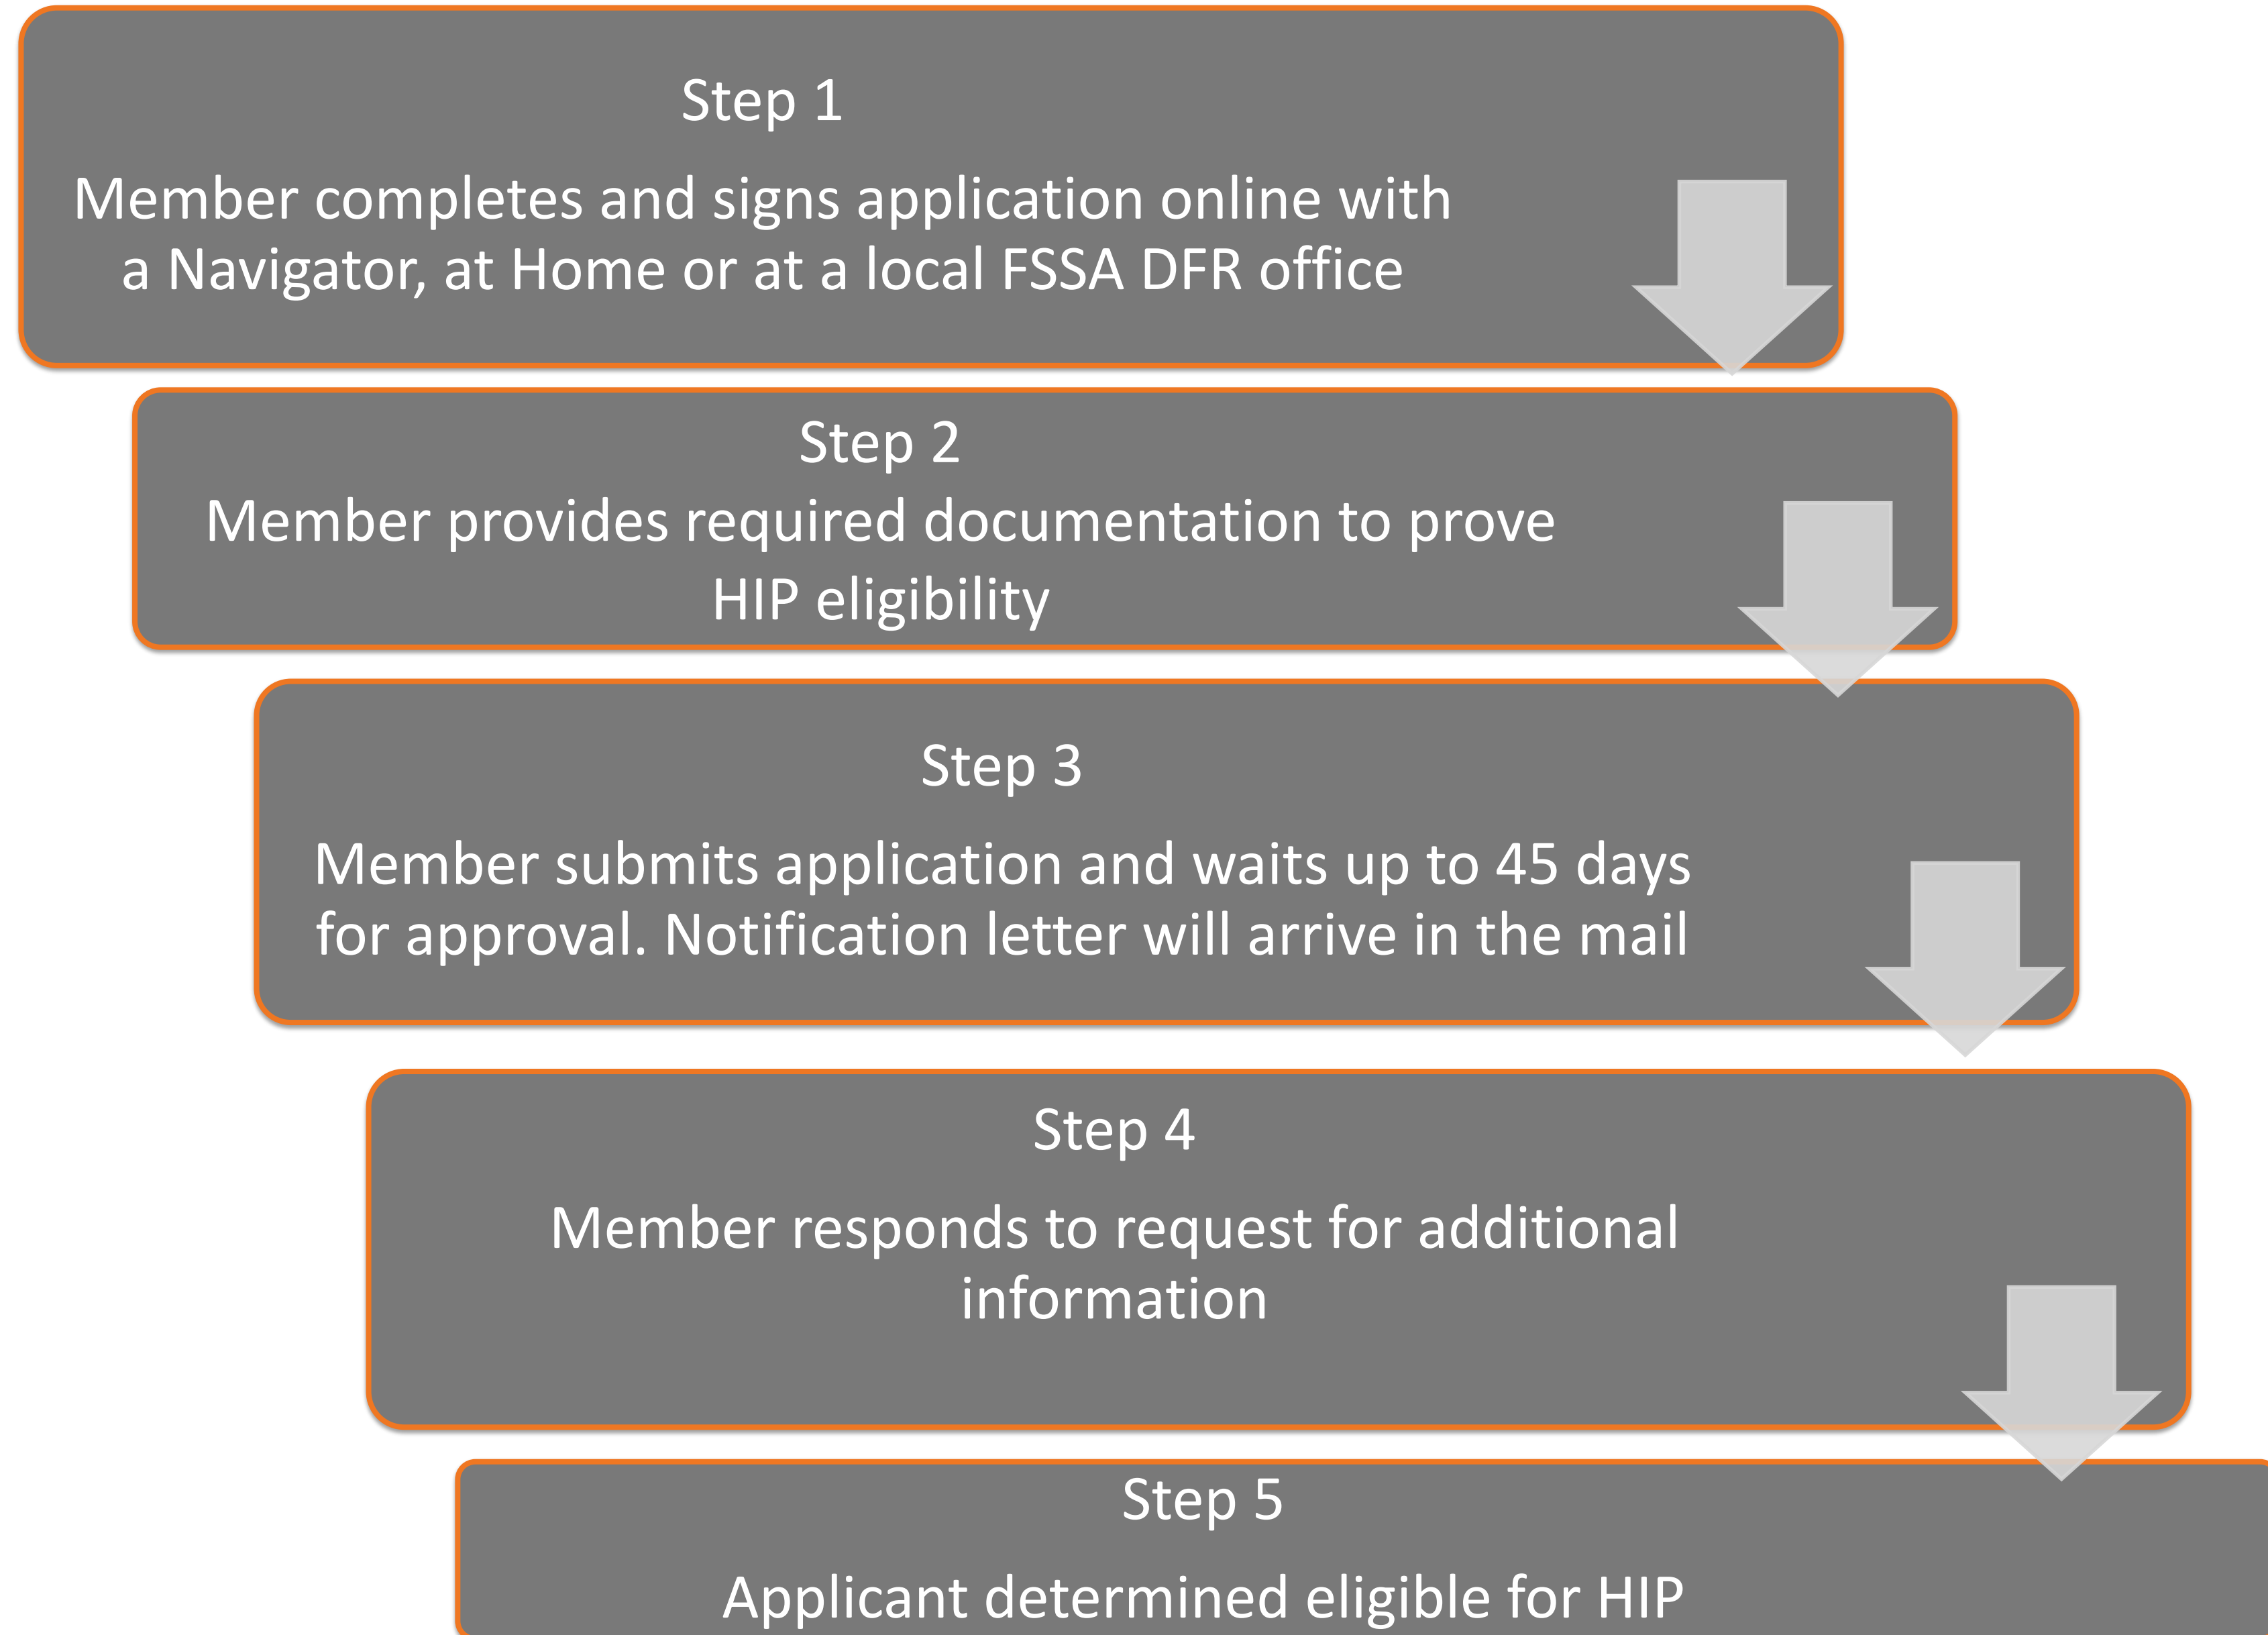 Step 1
Member completes and signs application online with
a Navigator, at Home or at a local FSSA DFR office
Step 2
Member provides required documentation to prove
HIP eligibility
Step 3
Member submits application and waits up to 45 days
for approval. Notification letter will arrive in the mail
Step 4
Member responds to request for additional
information
Step 5
Applicant determined eligible for HIP